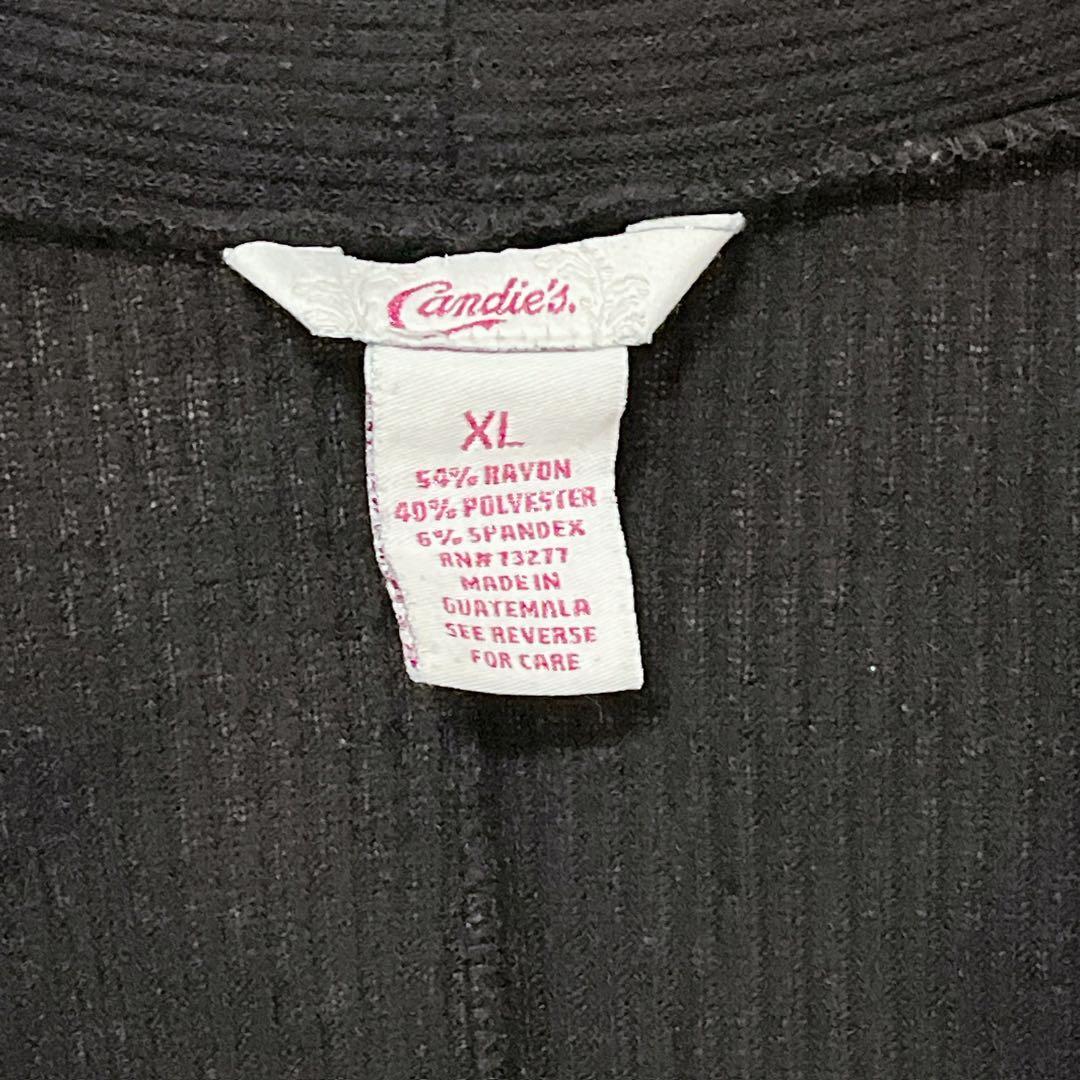 Candie's.
XL
54% RAYON
40% POLYESTER
6% SPANDEX
RN# 73277
MADE IN
GUATEMALA
SEE REVERSE
FOR CARE